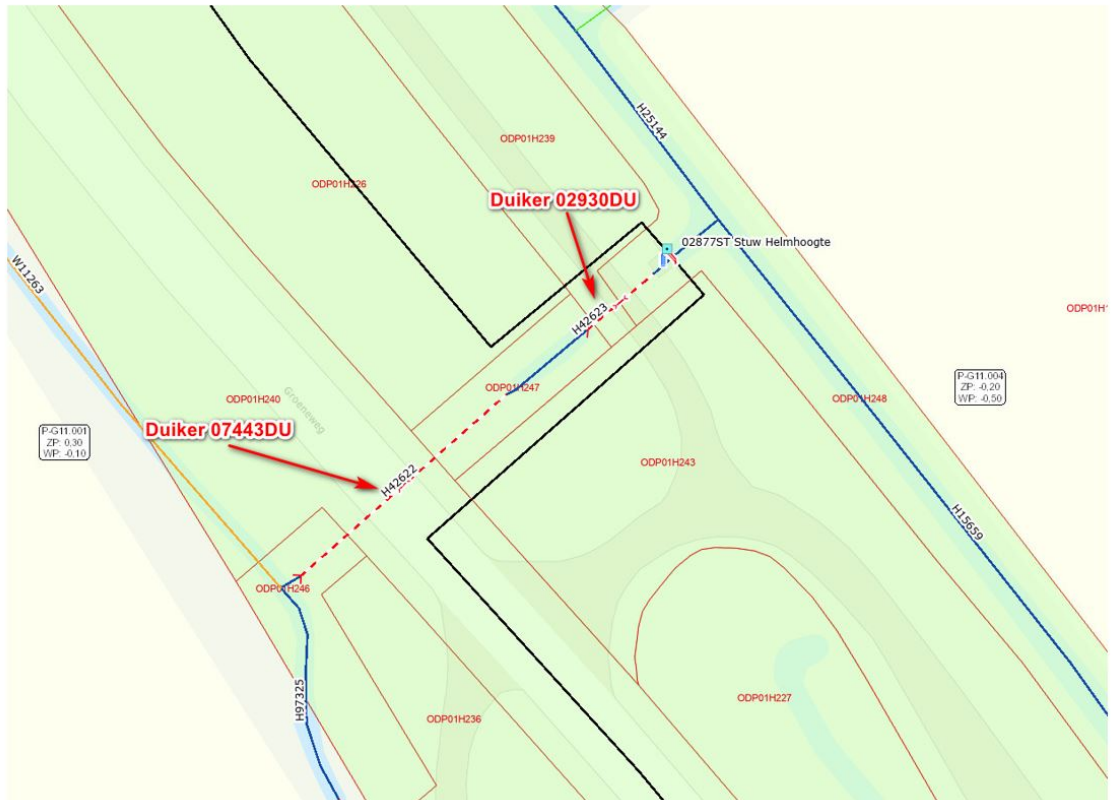 H25144
ODP01H239
ODP01H226
Duiker 02930DU
02877ST Stuw Helmhoogte
W11263
H42623
ODP01H1
P-G11.004
ZP: -0,20
WP: -0,50
ODP01H247
ODP01H240
ODP01H248
Groeneweg
P-G11.001
ZP: 0,30
WP: -0,10
Duiker 07443DU
ODP01H243
H42622
H15659
ODP01H246
H97325
ODP01H227
ODP01H236